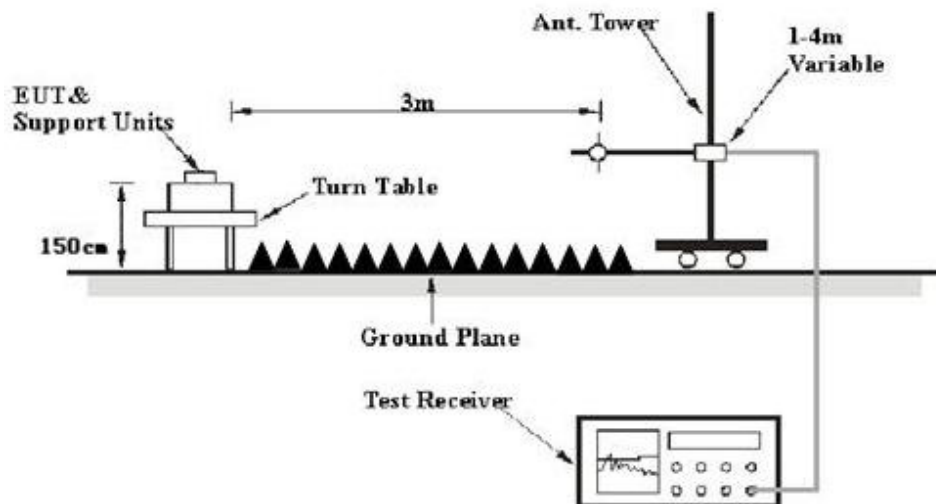 Ant. Tower
1-4m
Variable
EUT&
Support Units
3m
Turn Table
150cm
Ground Plane
Test Receiver